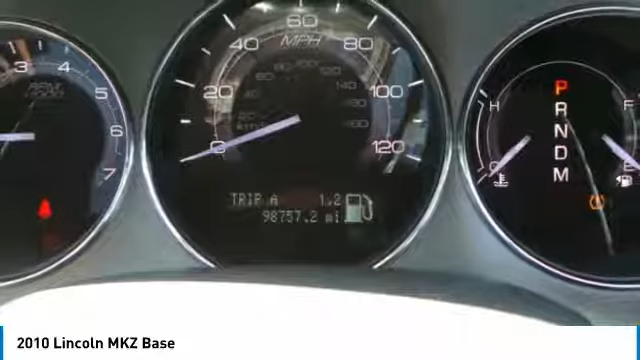 60
40 MPH 80
3 4
RPM
5
20 100
6
7
0 120
TRIP A 1.2
98757.2 mi
P
R
N
D
M
H F
C E
2010 Lincoln MKZ Base